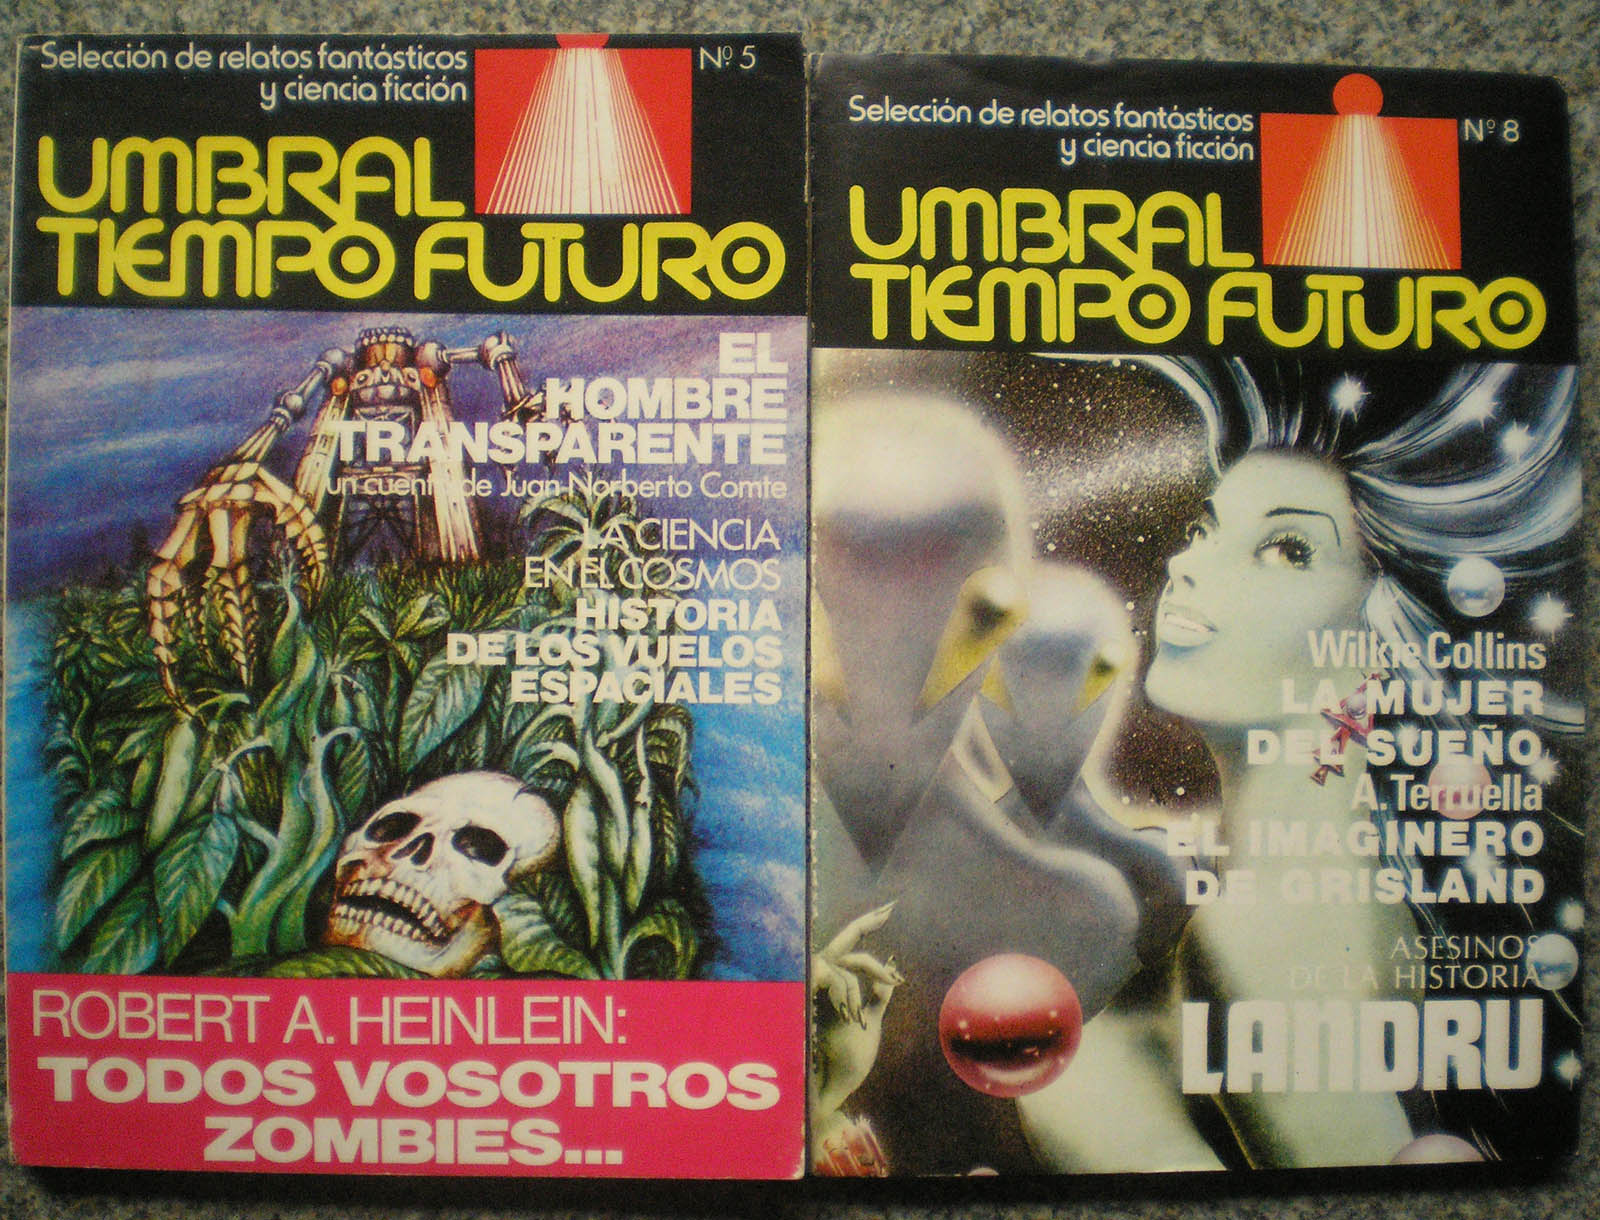 Selección de relatos fantásticos
y ciencia ficción
Nº 5
UMBRAL
TIEMPO FUTURO
EL
HOMBRE
TRANSPARENTE
un cuento de Juan Norberto Comte
LA CIENCIA
EN EL COSMOS
HISTORIA
DE LOS VUELOS
ESPACIALES
ROBERT A. HEINLEIN:
TODOS VOSOTROS
ZOMBIES...
Selección de relatos fantásticos
y ciencia ficción
Nº 8
UMBRAL
TIEMPO FUTURO
Wilkie Collins
LA MUJER
DEL SUEÑO
A. Terruella
EL IMAGINERO
DE GRISLAND
ASESINOS
DE LA HISTORIA
LANDRU